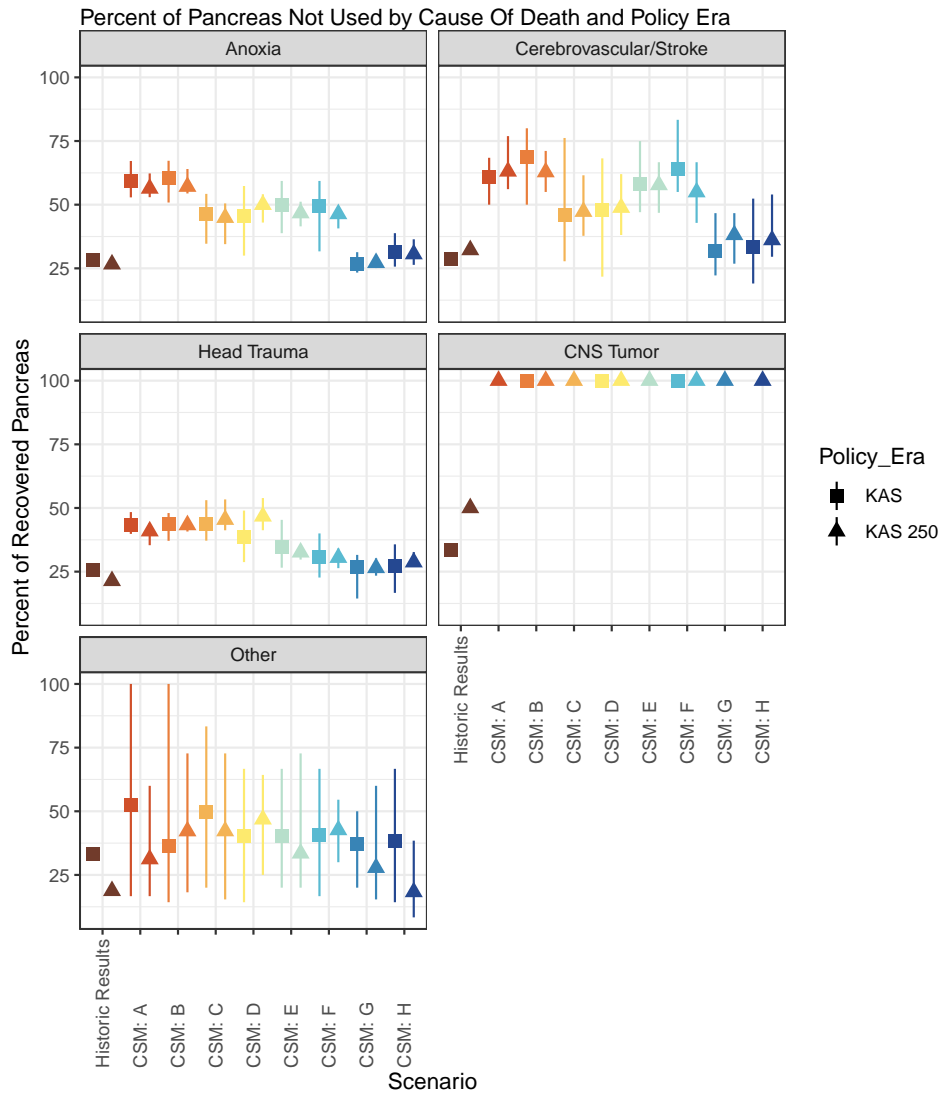 Percent of Pancreas Not Used by Cause Of Death and Policy Era
Anoxia
Cerebrovascular/Stroke
100
75
50
25
Head Trauma
CNS Tumor
100
75
50
25
Other
100
75
50
25
Percent of Recovered Pancreas
Historic Results
CSM: A
CSM: B
CSM: C
CSM: D
CSM: E
CSM: F
CSM: G
CSM: H
Historic Results
CSM: A
CSM: B
CSM: C
CSM: D
CSM: E
CSM: F
CSM: G
CSM: H
Scenario
Policy_Era
KAS
KAS 250